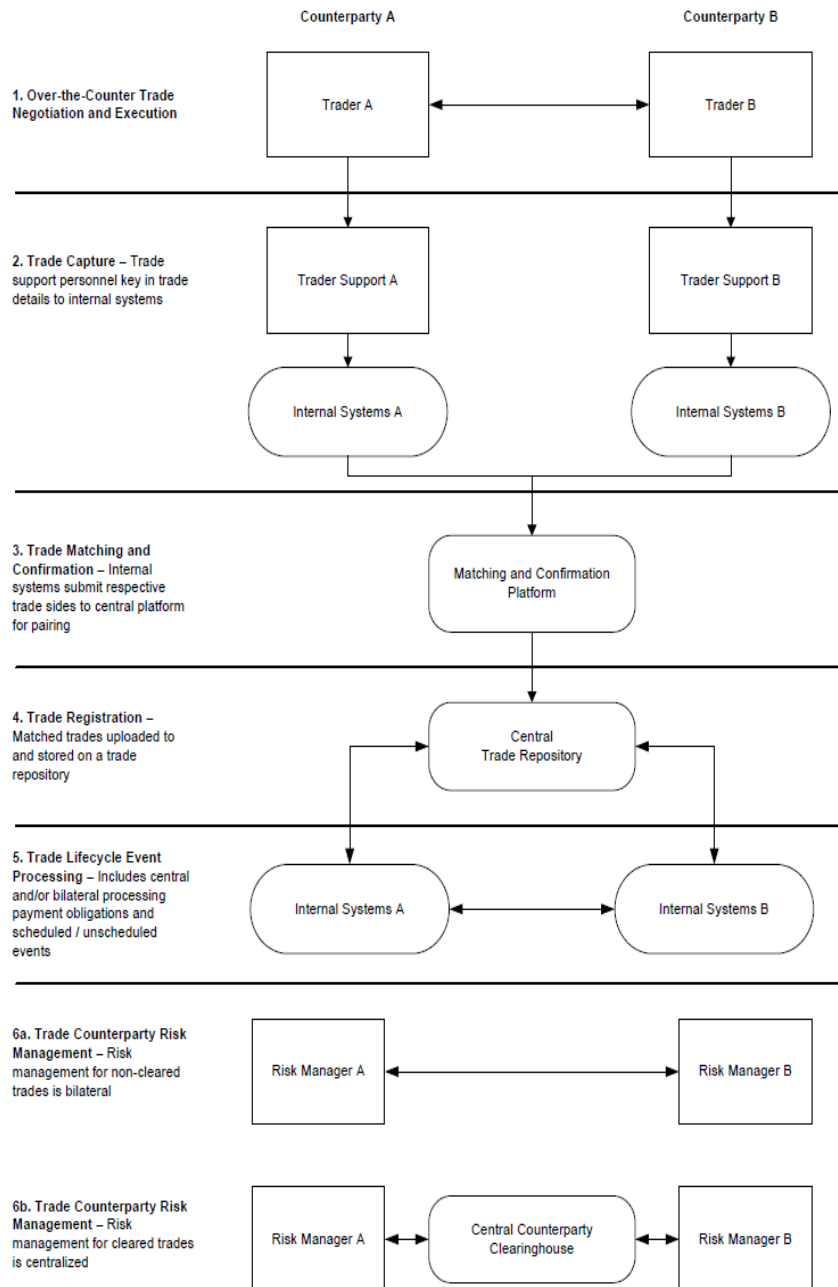 Counterparty A
Counterparty B
1. Over-the-Counter Trade
Negotiation and Execution
Trader A
Trader B
2. Trade Capture – Trade
support personnel key in trade
details to internal systems
Trader Support A
Trader Support B
Internal Systems A
Internal Systems B
3. Trade Matching and
Confirmation – Internal
systems submit respective
trade sides to central platform
for pairing
Matching and Confirmation
Platform
4. Trade Registration –
Matched trades uploaded to
and stored on a trade
repository
Central
Trade Repository
5. Trade Lifecycle Event
Processing – Includes central
and/or bilateral processing
payment obligations and
scheduled / unscheduled
events
Internal Systems A
Internal Systems B
6a. Trade Counterparty Risk
Management – Risk
management for non-cleared
trades is bilateral
Risk Manager A
Risk Manager B
6b. Trade Counterparty Risk
Management – Risk
management for cleared trades
is centralized
Risk Manager A
Central Counterparty
Clearinghouse
Risk Manager B